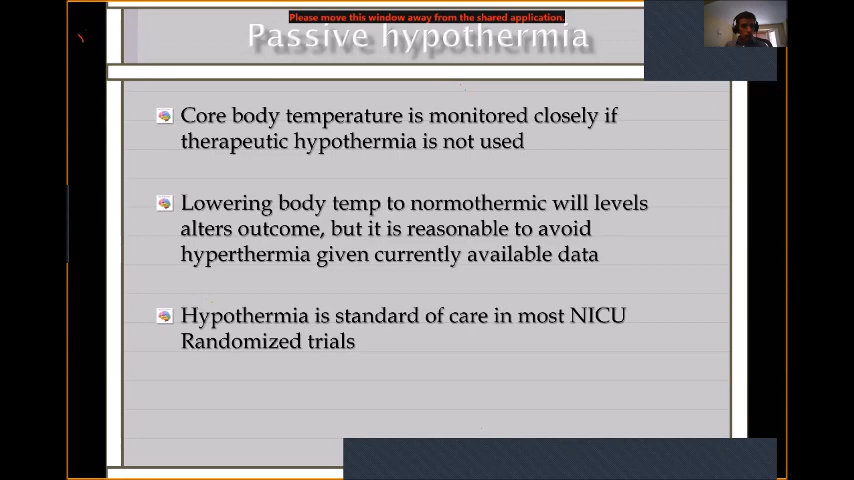 Please move this window away from the shared application.
Passive hypothermia
Core body temperature is monitored closely if
therapeutic hypothermia is not used
Lowering body temp to normothermic will levels
alters outcome, but it is reasonable to avoid
hyperthermia given currently available data
Hypothermia is standard of care in most NICU
Randomized trials